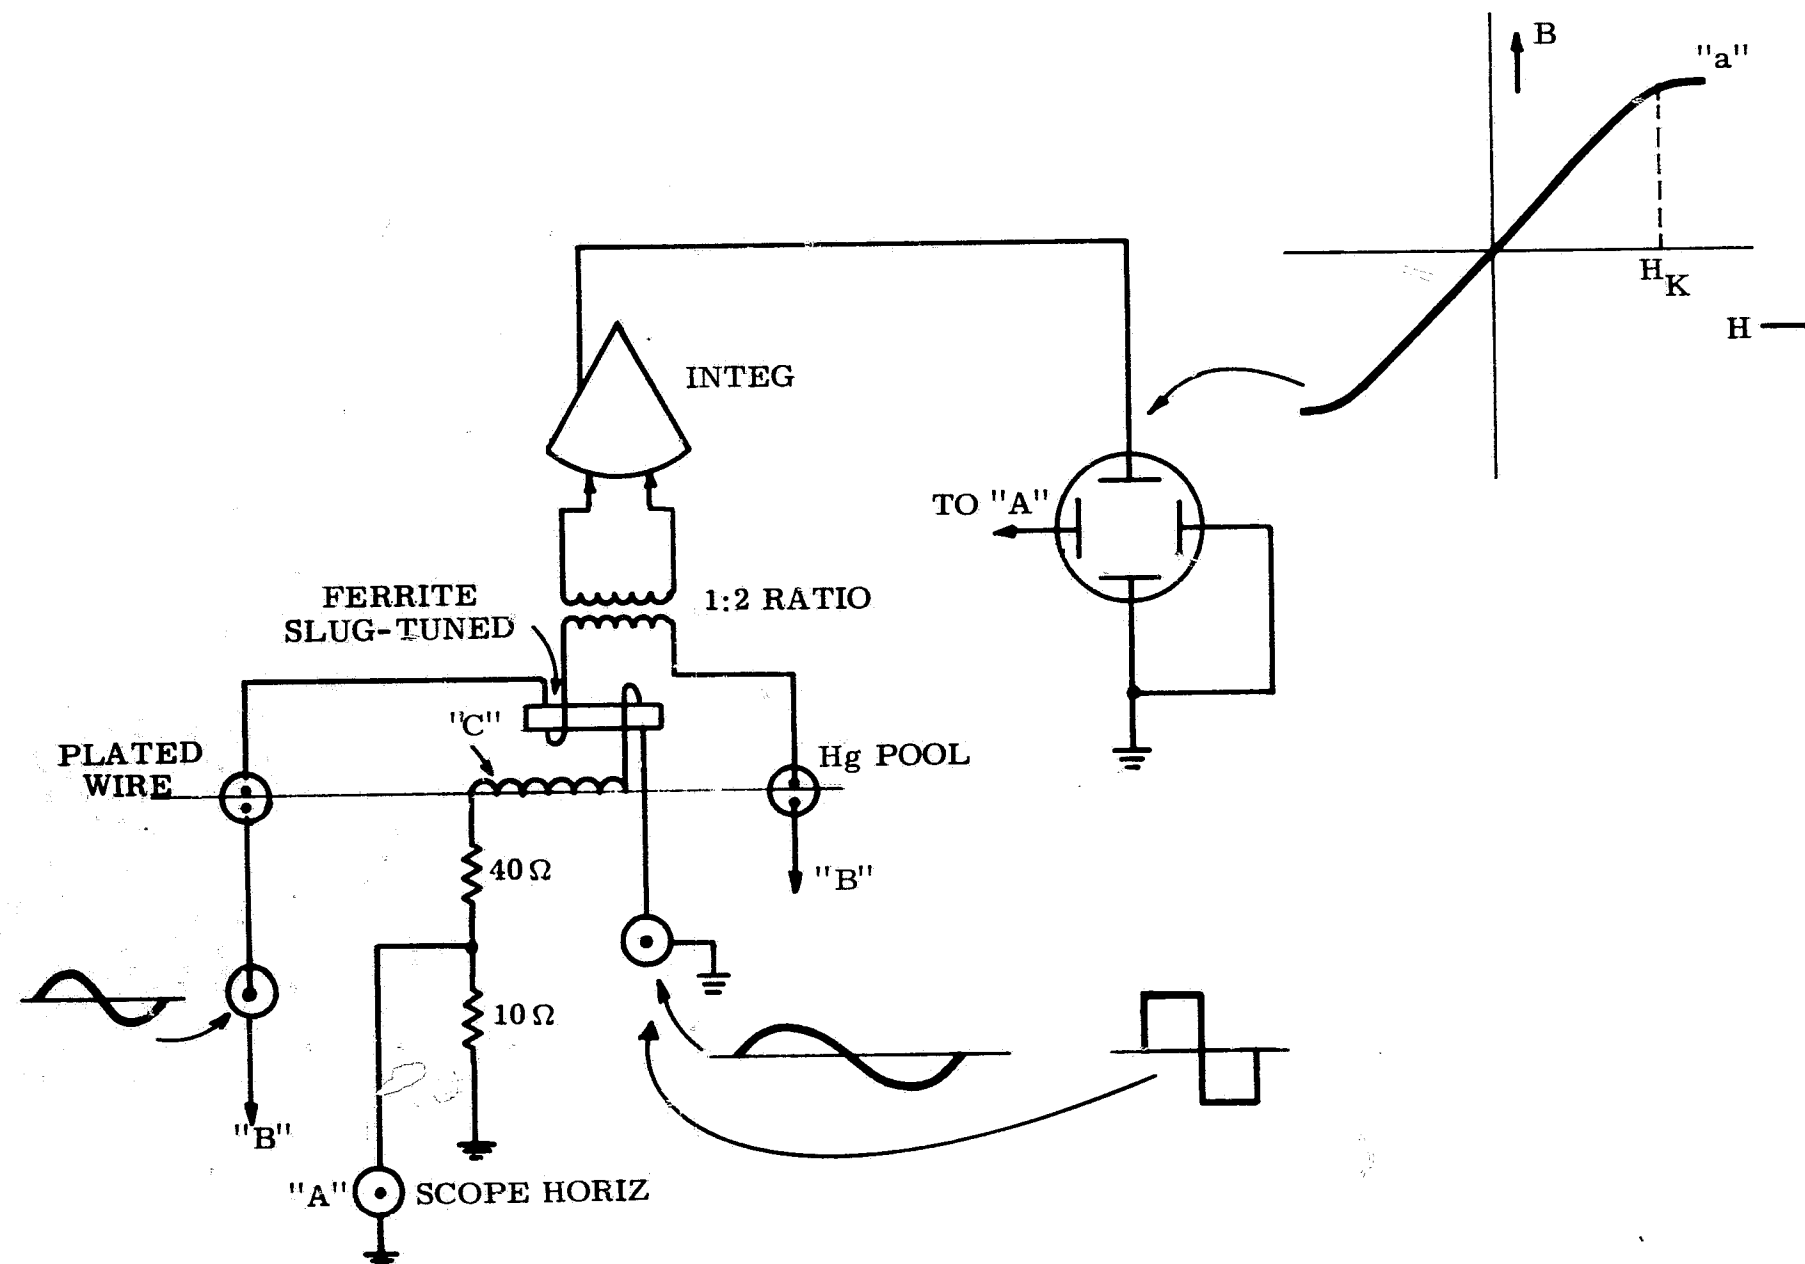 B
"a"
H
K
H
INTEG
TO "A"
FERRITE
SLUG-TUNED
1:2 RATIO
"C"
PLATED
WIRE
Hg POOL
40 Ω
"B"
10 Ω
"B"
"A" SCOPE HORIZ